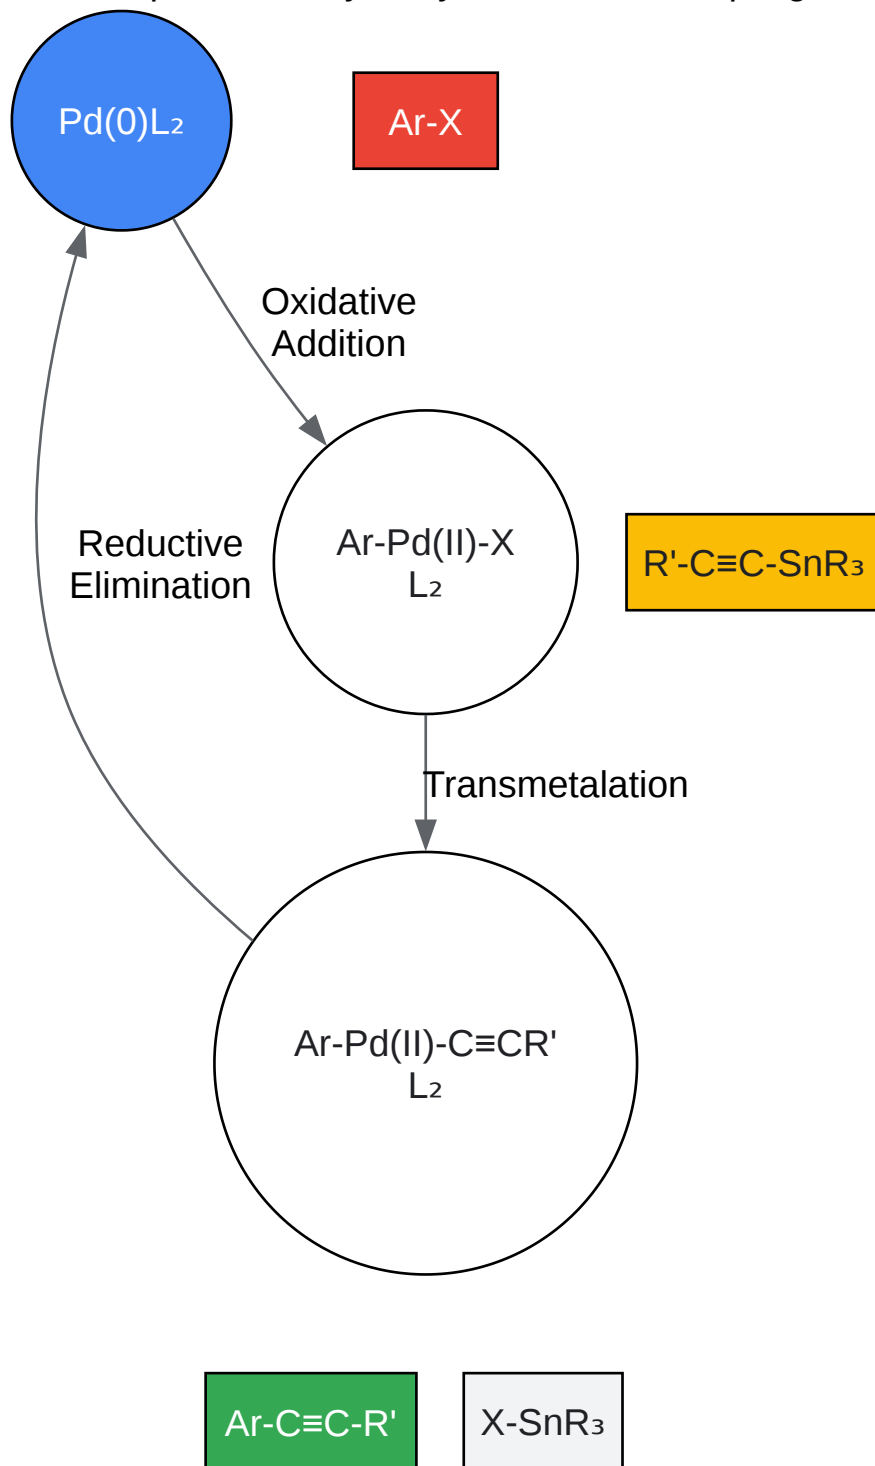 Pd(0)L₂
Ar-X
Oxidative
Addition
Ar-Pd(II)-X
L₂
R'-C≡C-SnR₃
Reductive
Elimination
Transmetalation
Ar-Pd(II)-C≡CR'
L₂
Ar-C≡C-R'
X-SnR₃